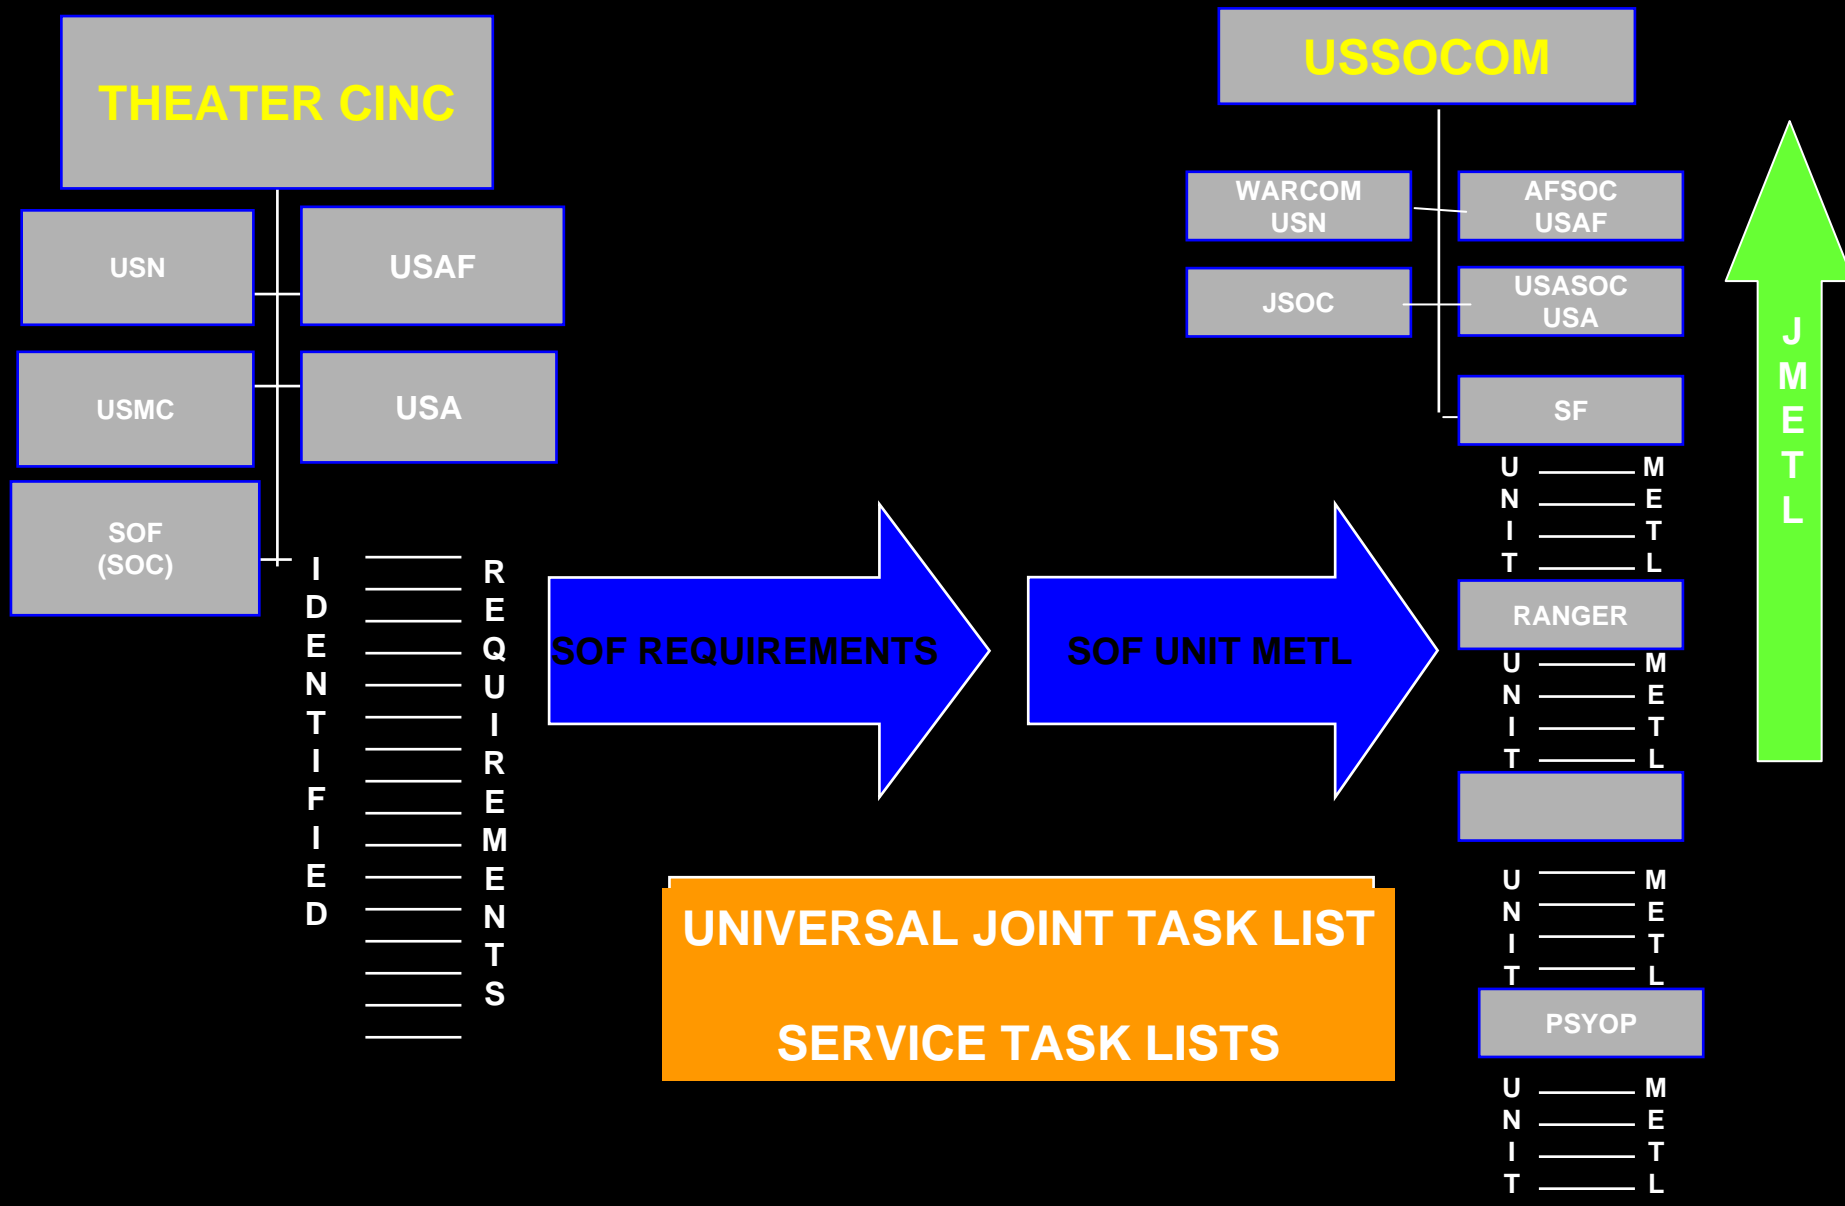 THEATER CINC
USN
USAF
USMC
USA
SOF
(SOC)
IDENTIFIED
REQUIREMENTS
SOF REQUIREMENTS
SOF UNIT METL
UNIVERSAL JOINT TASK LIST
SERVICE TASK LISTS
USSOCOM
WARCOM
USN
AFSOC
USAF
JSOC
USASOC
USA
SF
UNIT
METL
RANGER
UNIT
METL
UNIT
METL
PSYOP
UNIT
METL
JMETL